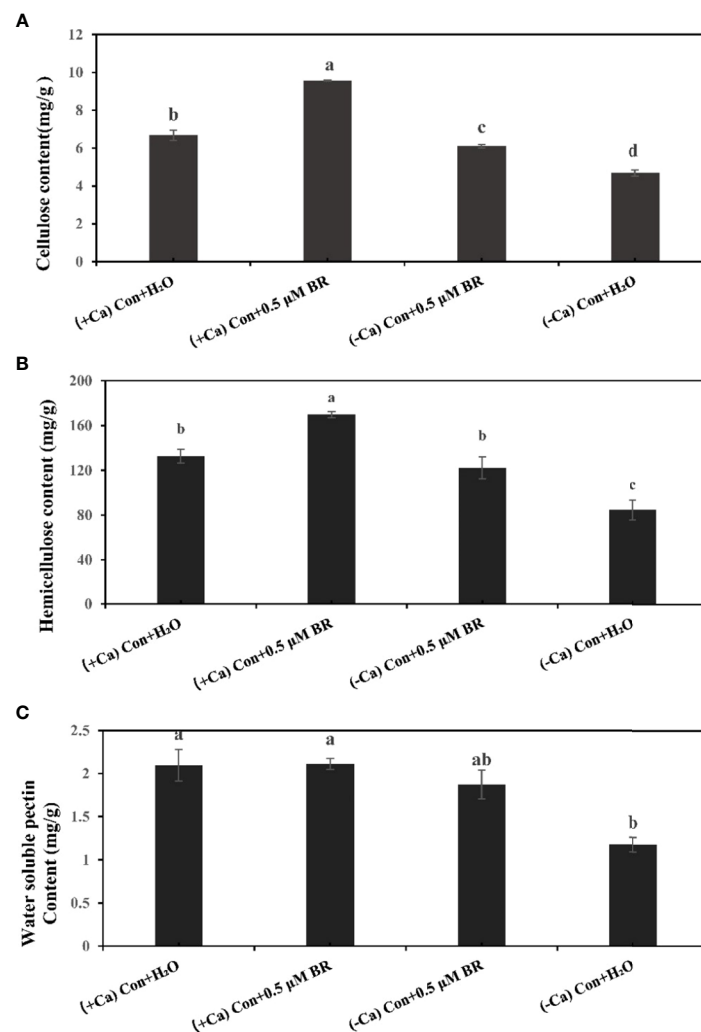 A
Cellulose content(mg/g )
12
10
8
6
4
2
0
b
a
c
d
(+Ca) Con+H₂O
(+Ca) Con+0.5 µM BR
(-Ca) Con+0.5 µM BR
(-Ca) Con+H₂O
B
Hemicellulose content (mg/g)
200
160
120
80
40
0
b
a
b
c
(+Ca) Con+H₂O
(+Ca) Con+0.5 µM BR
(-Ca) Con+0.5 µM BR
(-Ca) Con+H₂O
C
Water soluble pectin
Content (mg/g)
2.5
2
1.5
1
0.5
0
a
a
ab
b
(+Ca) Con+H₂O
(+Ca) Con+0.5 µM BR
(-Ca) Con+0.5 µM BR
(-Ca) Con+H₂O